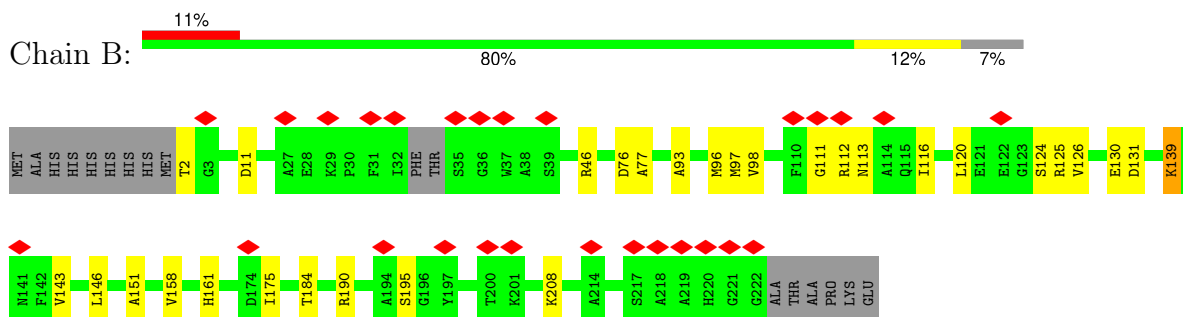 11%
Chain B:
80% 12% 7%
MET ALA HIS HIS HIS HIS HIS HIS MET T2 G3 D11 A27 E28 K29 P30 F31 I32 PHE THR S35 G36 W37 A38 S39 R46 D76 A77 A93 M96 M97 V98 F110 G111 R112 N113 A114 Q115 I116 L120 E121 E122 G123 S124 R125 V126 E130 D131 K139
N141 F142 V143 L146 A151 V158 H161 D174 I175 T184 R190 A194 S195 G196 Y197 T200 K201 K208 A214 S217 A218 A219 H220 G221 G222 ALA THR ALA PRO LYS GLU